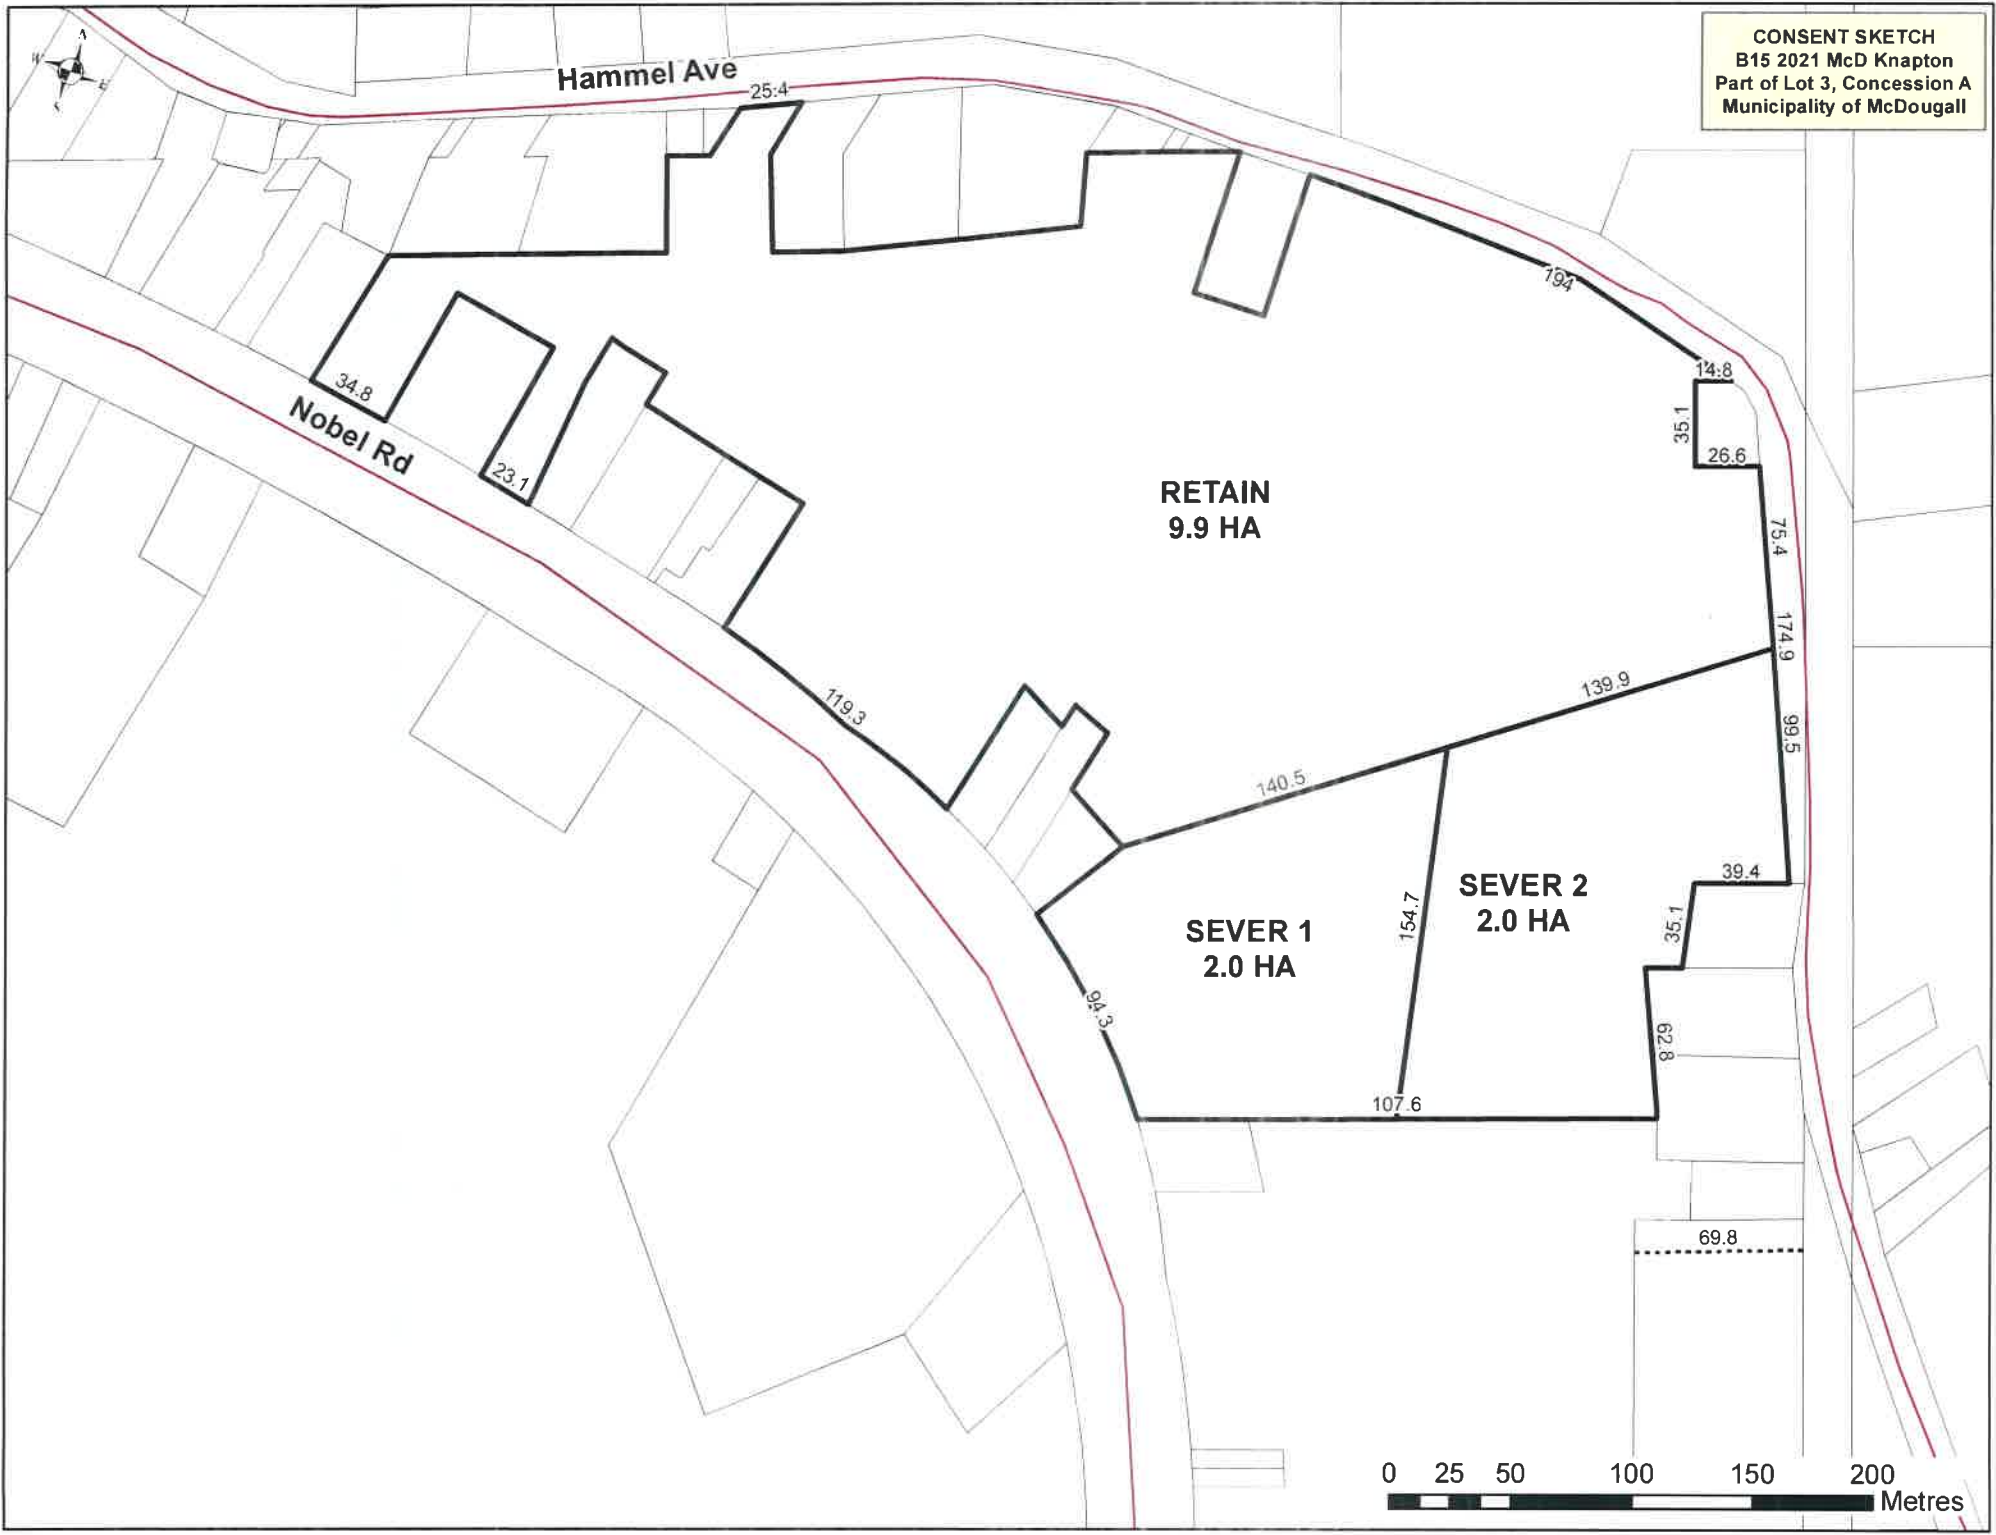 CONSENT SKETCH
B15 2021 McD Knapton
Part of Lot 3, Concession A
Municipality of McDougall
N
W
E
S
Hammel Ave
25.4
194
14.8
35.1
26.6
34.8
Nobel Rd
23.1
RETAIN
9.9 HA
75.4
174.9
119.3
139.9
99.5
140.5
39.4
SEVER 2
2.0 HA
35.1
154.7
SEVER 1
2.0 HA
94.3
62.8
107.6
69.8
0 25 50 100 150 200
Metres